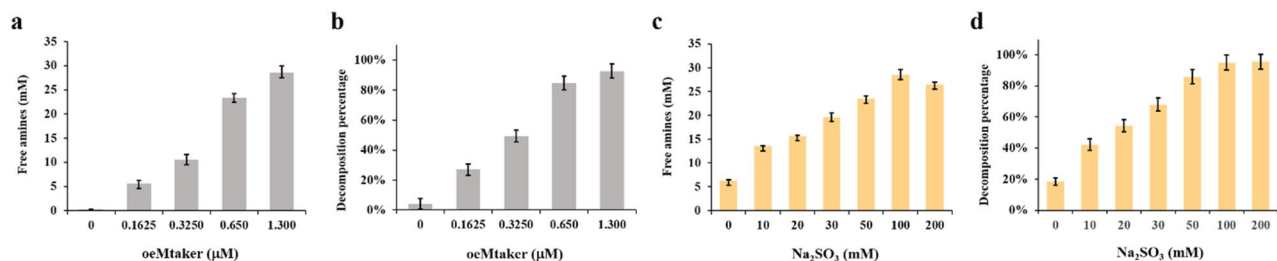 a
Free amines (mM)
35
30
25
20
15
10
5
0
0 0.1625 0.3250 0.650 1.300
oeMtaker (μM)
b
Decomposition percentage
100%
80%
60%
40%
20%
0%
0 0.1625 0.3250 0.650 1.300
oeMtaker (μM)
c
Free amines (mM)
35
30
25
20
15
10
5
0
0 10 20 30 50 100 200
Na₂SO₃ (mM)
d
Decomposition percentage
100%
80%
60%
40%
20%
0%
0 10 20 30 50 100 200
Na₂SO₃ (mM)